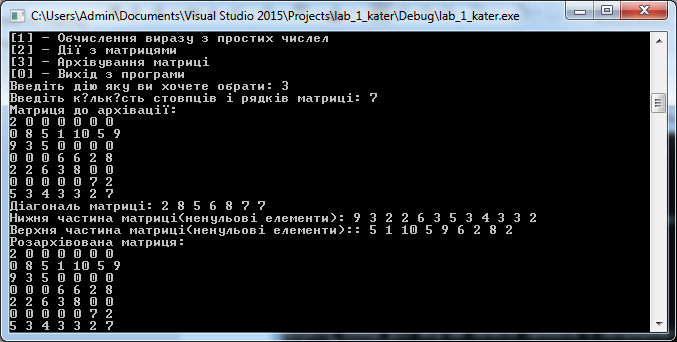 C:\Users\Admin\Documents\Visual Studio 2015\Projects\lab_1_kater\Debug\lab_1_kater.exe
[1] - Обчислення виразу з простих числел
[2] - Дії з матрицями
[3] - Архівування матриці
[0] - Вихід з програми
Введіть дію яку ви хочете обрати: 3
Введіть к?льк?сть стовпців і рядків матриці: 7
Матриця до архівації:
2 0 0 0 0 0 0
0 8 5 1 10 5 9
9 3 5 0 0 0 0
0 0 0 6 6 2 8
2 2 6 3 8 0 0
0 0 0 0 0 7 2
5 3 4 3 3 2 7
Діагональ матриці: 2 8 5 6 8 7 7
Нижня частина матриці(ненульові елементи): 9 3 2 2 6 3 5 3 4 3 3 2
Верхня частина матриці(ненульові елементи):: 5 1 10 5 9 6 2 8 2
Розархівована матриця:
2 0 0 0 0 0 0
0 8 5 1 10 5 9
9 3 5 0 0 0 0
0 0 0 6 6 2 8
2 2 6 3 8 0 0
0 0 0 0 0 7 2
5 3 4 3 3 2 7